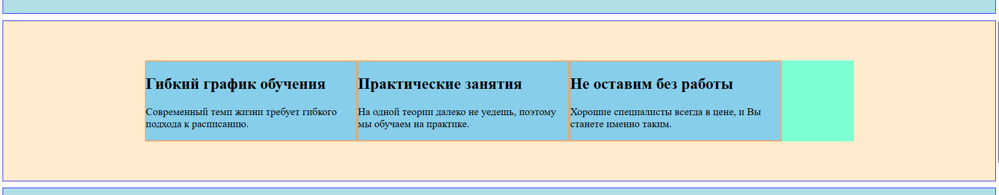 Гибкий график обучения
Современный темп жизни требует гибкого
подхода к расписанию.
Практические занятия
На одной теории далеко не уедешь, поэтому
мы обучаем на практике.
Не оставим без работы
Хорошие специалисты всегда в цене, и Вы
станете именно таким.